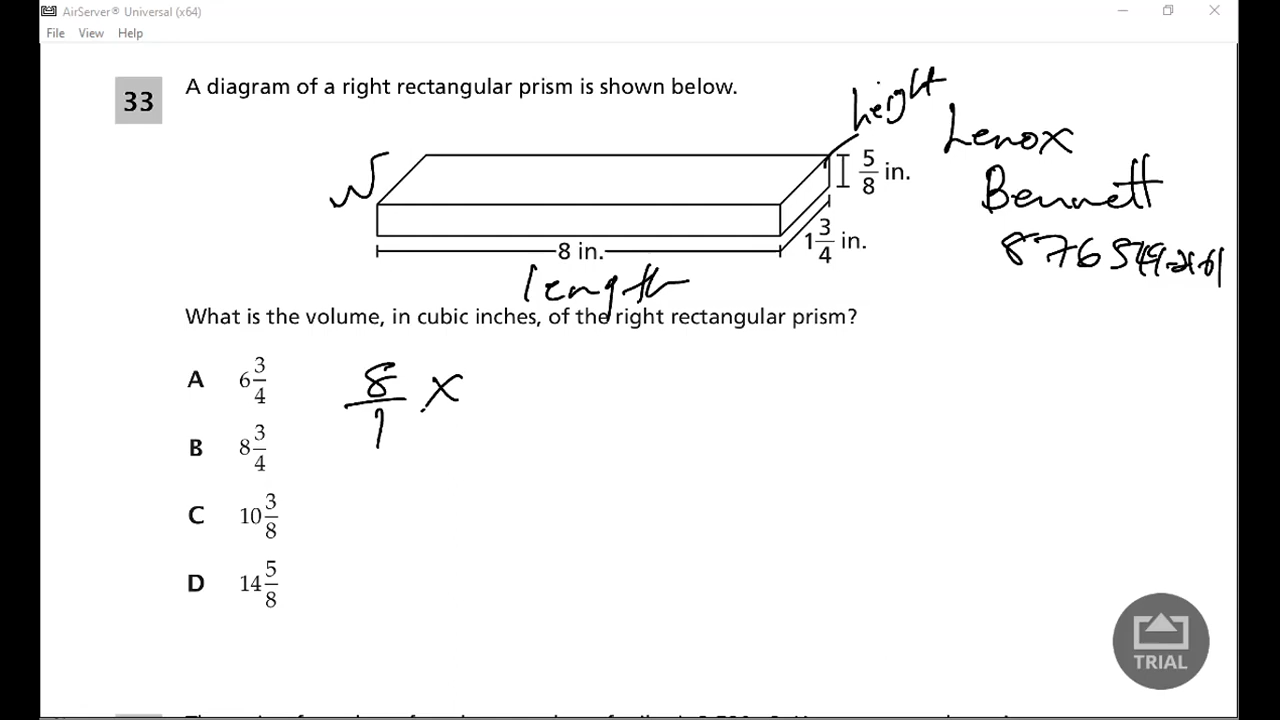 AirServer® Universal (x64)
File View Help
33 A diagram of a right rectangular prism is shown below.
height
Lenox
Bennett
W
5/8 in.
1 3/4 in.
8 in.
length
What is the volume, in cubic inches, of the right rectangular prism?
A 6 3/4
B 8 3/4
C 10 3/8
D 14 5/8
8/1 ×
TRIAL